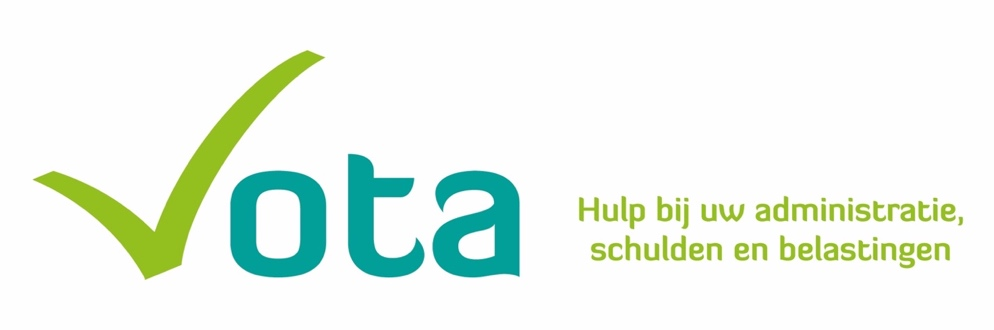 Vota
Hulp bij uw administratie,
schulden en belastingen